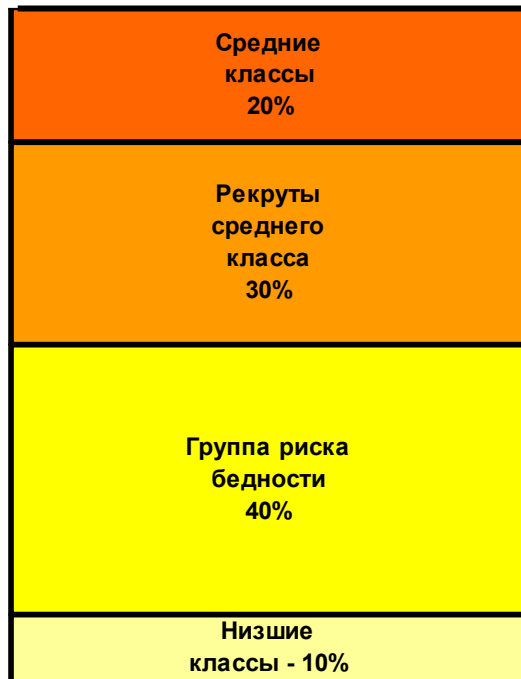 Средние
классы
20%
Рекруты
среднего
класса
30%
Группа риска
бедности
40%
Низшие
классы - 10%